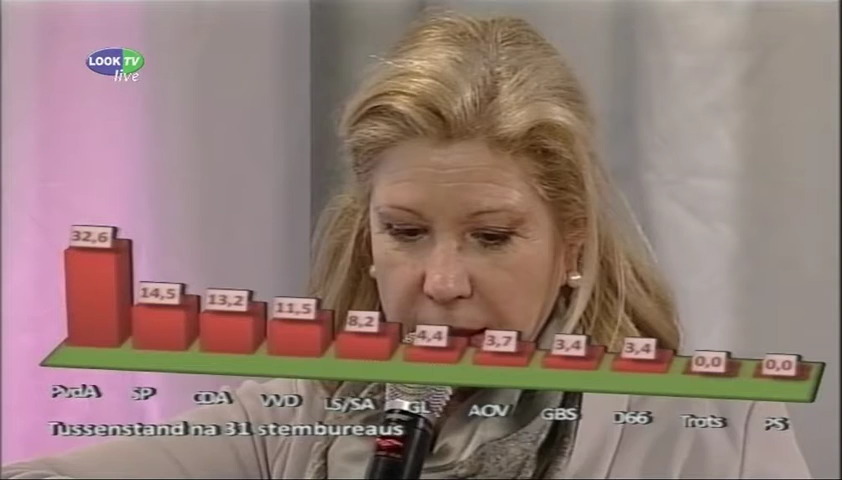 LOOK TV
live
32,6 14,5 13,2 11,5 8,2 4,4 3,7 3,4 3,4 0,0 0,0
PvdA SP CDA VVD LS/SA GL AOV GBS D66 Trots PS
Tussenstand na 31 stembureaus